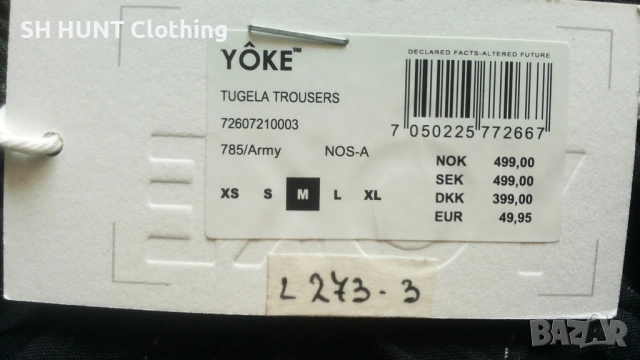 SH HUNT Clothing
YÔKE™
DECLARED FACTS-ALTERED FUTURE
TUGELA TROUSERS
72607210003
785/Army NOS-A
XS S M L XL
7 050225 772667
NOK 499,00
SEK 499,00
DKK 399,00
EUR 49,95
L 273-3
BAZAR